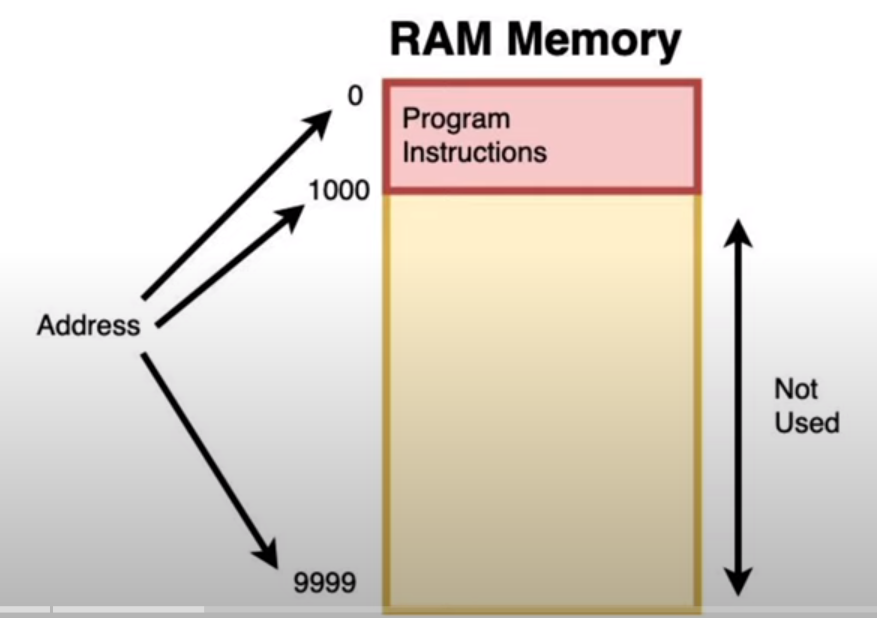 RAM Memory
0
Program
Instructions
1000
Address
Not
Used
9999